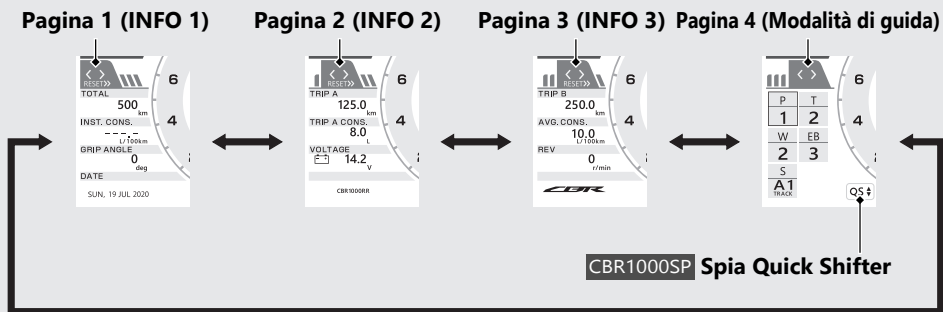 Pagina 1 (INFO 1)
Pagina 2 (INFO 2)
Pagina 3 (INFO 3)
Pagina 4 (Modalità di guida)
RESET
TOTAL
500
km
INST. CONS.
---.-
L/100km
GRIP ANGLE
0
deg
DATE
SUN, 19 JUL 2020
6
4
RESET
TRIP A
125.0
km
TRIP A CONS.
8.0
L
VOLTAGE
14.2
V
CBR1000RR
6
4
RESET
TRIP B
250.0
km
AVG.CONS.
10.0
L/100km
REV
0
r/min
CBR
6
4
P T
1 2
W EB
2 3
S
A1
TRACK
6
4
QS
CBR1000SP Spia Quick Shifter